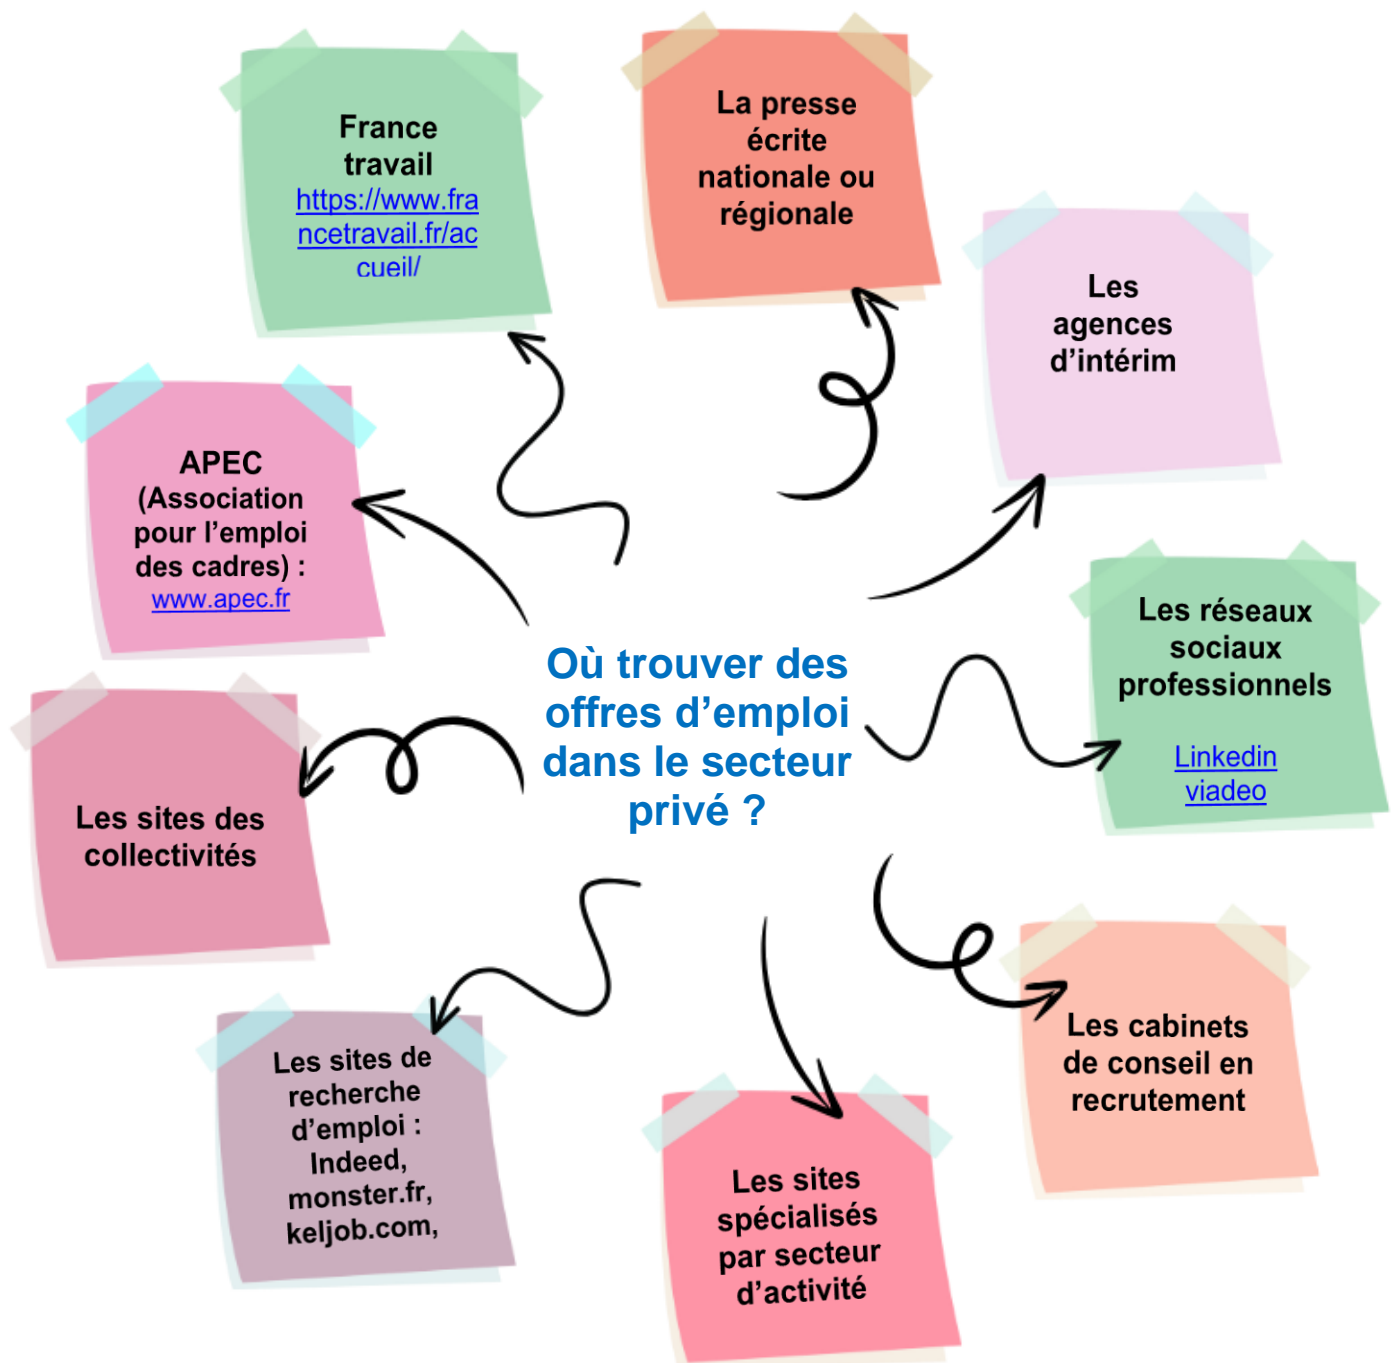 France
travail
https://www.fra
ncetravail.fr/ac
cueil/
La presse
écrite
nationale ou
régionale
Les
agences
d’intérim
APEC
(Association
pour l’emploi
des cadres) :
www.apec.fr
Les réseaux
sociaux
professionnels
Linkedin
viadeo
Où trouver des
offres d’emploi
dans le secteur
privé ?
Les sites des
collectivités
Les cabinets
de conseil en
recrutement
Les sites de
recherche
d’emploi :
Indeed,
monster.fr,
keljob.com,
Les sites
spécialisés
par secteur
d’activité